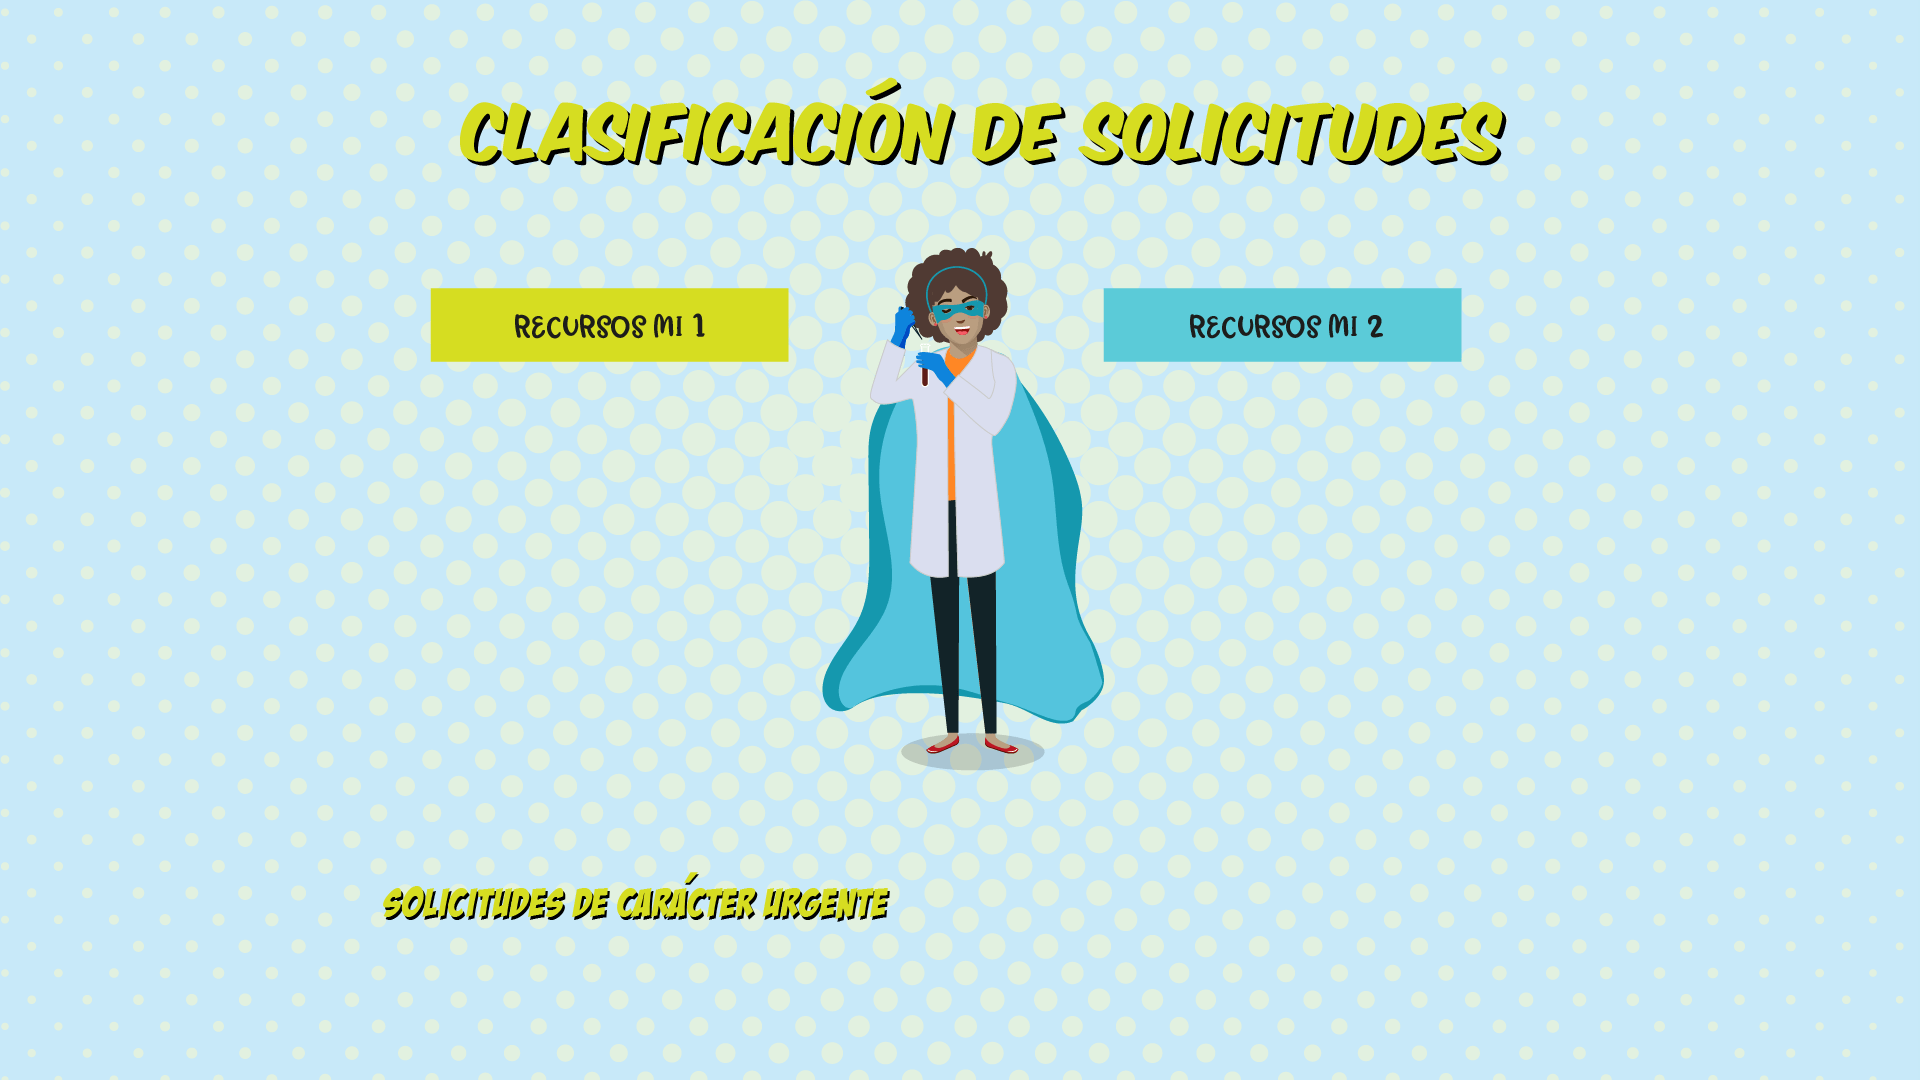 CLASIFICACIÓN DE SOLICITUDES
RECURSOS MI 1
RECURSOS MI 2
SOLICITUDES DE CARÁCTER URGENTE